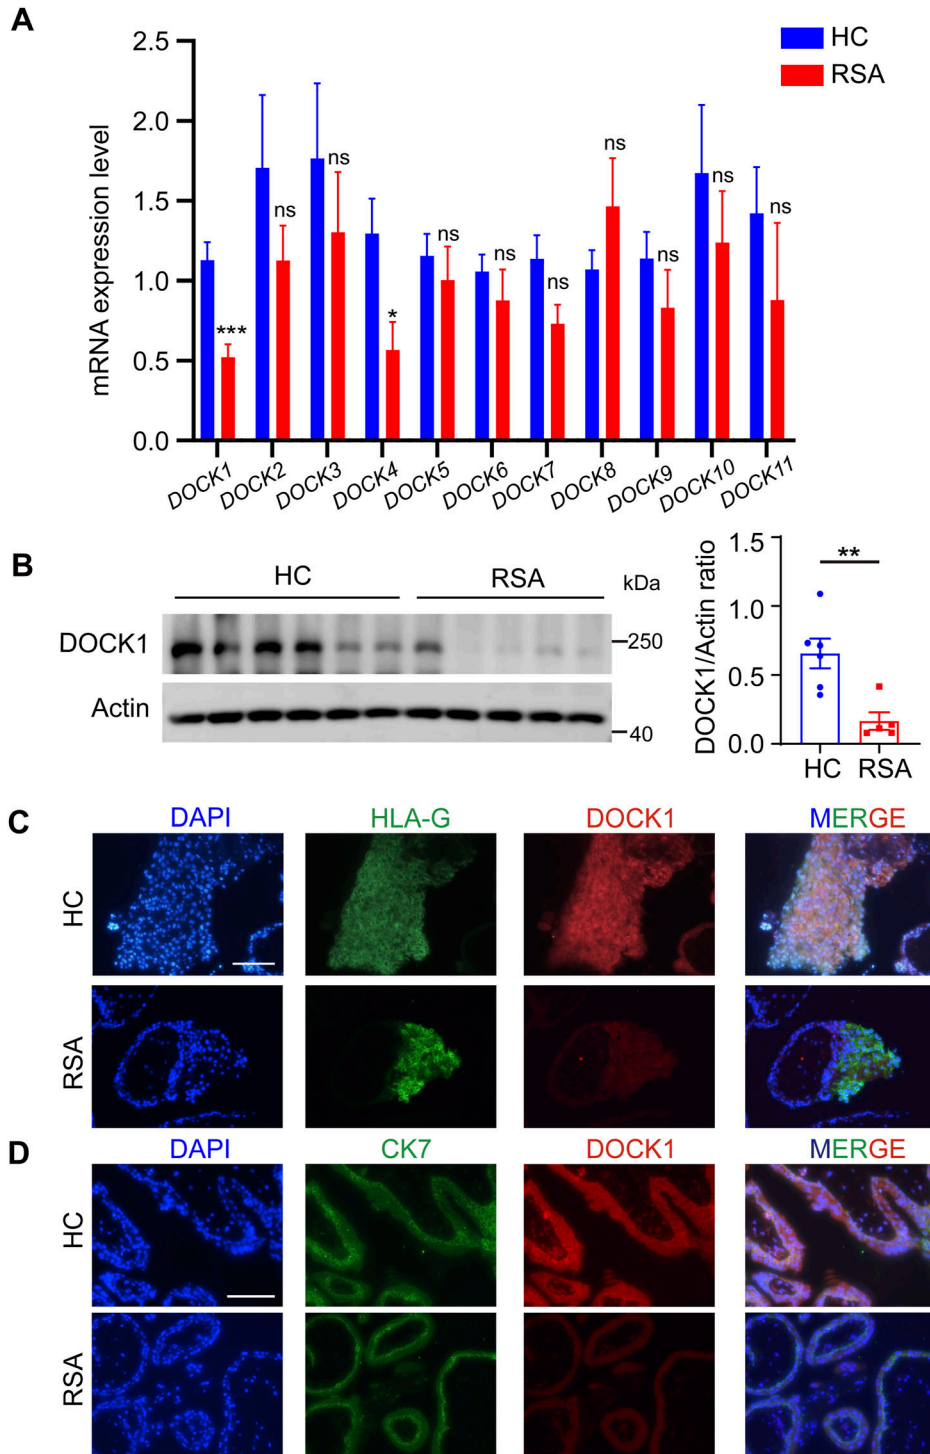 A
mRNA expression level
2.5
2.0
1.5
1.0
0.5
0.0
HC
RSA
***
ns
ns
*
ns
ns
ns
ns
ns
ns
ns
DOCK1
DOCK2
DOCK3
DOCK4
DOCK5
DOCK6
DOCK7
DOCK8
DOCK9
DOCK10
DOCK11
B
HC
RSA
kDa
DOCK1
250
Actin
40
DOCK1/Actin ratio
1.5
1.0
0.5
0.0
**
HC
RSA
C
DAPI
HLA-G
DOCK1
MERGE
HC
RSA
D
DAPI
CK7
DOCK1
MERGE
HC
RSA